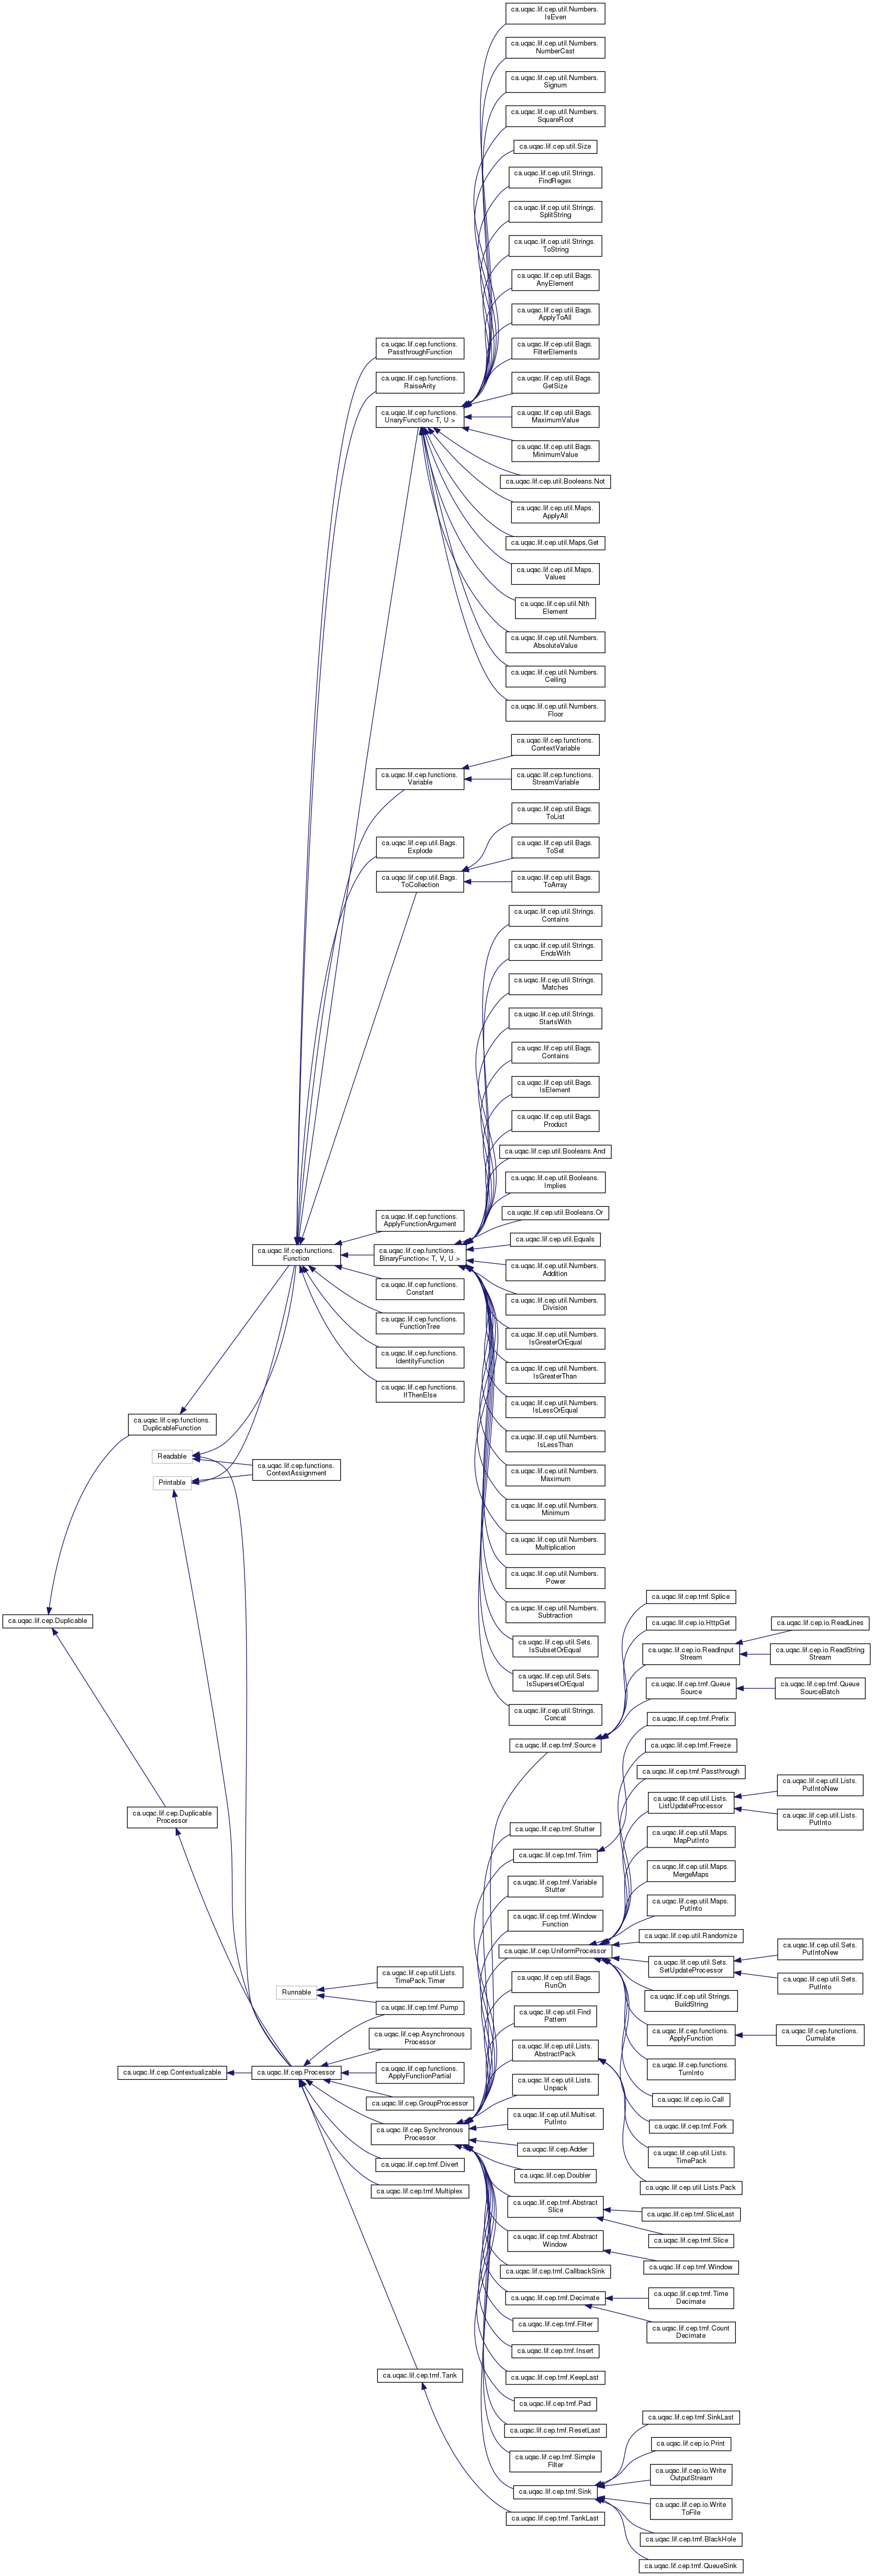 ca.uqac.lif.cep.util.Numbers.
IsEven
ca.uqac.lif.cep.util.Numbers.
NumberCast
ca.uqac.lif.cep.util.Numbers.
Signum
ca.uqac.lif.cep.util.Numbers.
SquareRoot
ca.uqac.lif.cep.util.Size
ca.uqac.lif.cep.util.Strings.
FindRegex
ca.uqac.lif.cep.util.Strings.
SplitString
ca.uqac.lif.cep.util.Strings.
ToString
ca.uqac.lif.cep.util.Bags.
AnyElement
ca.uqac.lif.cep.util.Bags.
ApplyToAll
ca.uqac.lif.cep.functions.
PassthroughFunction
ca.uqac.lif.cep.util.Bags.
FilterElements
ca.uqac.lif.cep.functions.
RaiseArity
ca.uqac.lif.cep.util.Bags.
GetSize
ca.uqac.lif.cep.functions.
UnaryFunction< T, U >
ca.uqac.lif.cep.util.Bags.
MaximumValue
ca.uqac.lif.cep.util.Bags.
MinimumValue
ca.uqac.lif.cep.util.Booleans.Not
ca.uqac.lif.cep.util.Maps.
ApplyAll
ca.uqac.lif.cep.util.Maps.Get
ca.uqac.lif.cep.util.Maps.
Values
ca.uqac.lif.cep.util.Nth
Element
ca.uqac.lif.cep.util.Numbers.
AbsoluteValue
ca.uqac.lif.cep.util.Numbers.
Ceiling
ca.uqac.lif.cep.util.Numbers.
Floor
ca.uqac.lif.cep.functions.
ContextVariable
ca.uqac.lif.cep.functions.
Variable
ca.uqac.lif.cep.functions.
StreamVariable
ca.uqac.lif.cep.util.Bags.
ToList
ca.uqac.lif.cep.util.Bags.
Explode
ca.uqac.lif.cep.util.Bags.
ToSet
ca.uqac.lif.cep.util.Bags.
ToCollection
ca.uqac.lif.cep.util.Bags.
ToArray
ca.uqac.lif.cep.util.Strings.
Contains
ca.uqac.lif.cep.util.Strings.
EndsWith
ca.uqac.lif.cep.util.Strings.
Matches
ca.uqac.lif.cep.util.Strings.
StartsWith
ca.uqac.lif.cep.util.Bags.
Contains
ca.uqac.lif.cep.util.Bags.
IsElement
ca.uqac.lif.cep.util.Bags.
Product
ca.uqac.lif.cep.util.Booleans.And
ca.uqac.lif.cep.util.Booleans.
Implies
ca.uqac.lif.cep.functions.
ApplyFunctionArgument
ca.uqac.lif.cep.util.Booleans.Or
ca.uqac.lif.cep.util.Equals
ca.uqac.lif.cep.functions.
Function
ca.uqac.lif.cep.functions.
BinaryFunction< T, V, U >
ca.uqac.lif.cep.util.Numbers.
Addition
ca.uqac.lif.cep.functions.
Constant
ca.uqac.lif.cep.util.Numbers.
Division
ca.uqac.lif.cep.functions.
FunctionTree
ca.uqac.lif.cep.util.Numbers.
IsGreaterOrEqual
ca.uqac.lif.cep.functions.
IdentityFunction
ca.uqac.lif.cep.util.Numbers.
IsGreaterThan
ca.uqac.lif.cep.functions.
IfThenElse
ca.uqac.lif.cep.util.Numbers.
IsLessOrEqual
ca.uqac.lif.cep.functions.
DuplicableFunction
ca.uqac.lif.cep.util.Numbers.
IsLessThan
Readable
ca.uqac.lif.cep.functions.
ContextAssignment
ca.uqac.lif.cep.util.Numbers.
Maximum
Printable
ca.uqac.lif.cep.util.Numbers.
Minimum
ca.uqac.lif.cep.util.Numbers.
Multiplication
ca.uqac.lif.cep.util.Numbers.
Power
ca.uqac.lif.cep.tmf.Splice
ca.uqac.lif.cep.util.Numbers.
Subtraction
ca.uqac.lif.cep.Duplicable
ca.uqac.lif.cep.io.HttpGet
ca.uqac.lif.cep.io.ReadLines
ca.uqac.lif.cep.util.Sets.
IsSubsetOrEqual
ca.uqac.lif.cep.io.ReadInput
Stream
ca.uqac.lif.cep.io.ReadString
Stream
ca.uqac.lif.cep.util.Sets.
IsSupersetOrEqual
ca.uqac.lif.cep.tmf.Queue
Source
ca.uqac.lif.cep.tmf.Queue
SourceBatch
ca.uqac.lif.cep.util.Strings.
Concat
ca.uqac.lif.cep.tmf.Prefix
ca.uqac.lif.cep.tmf.Source
ca.uqac.lif.cep.tmf.Freeze
ca.uqac.lif.cep.tmf.Passthrough
ca.uqac.lif.cep.util.Lists.
PutIntoNew
ca.uqac.lif.cep.util.Lists.
ListUpdateProcessor
ca.uqac.lif.cep.Duplicable
Processor
ca.uqac.lif.cep.util.Lists.
PutInto
ca.uqac.lif.cep.tmf.Stutter
ca.uqac.lif.cep.util.Maps.
MapPutInto
ca.uqac.lif.cep.tmf.Trim
ca.uqac.lif.cep.util.Maps.
MergeMaps
ca.uqac.lif.cep.tmf.Variable
Stutter
ca.uqac.lif.cep.util.Maps.
PutInto
ca.uqac.lif.cep.tmf.Window
Function
ca.uqac.lif.cep.util.Randomize
ca.uqac.lif.cep.UniformProcessor
ca.uqac.lif.cep.util.Sets.
PutIntoNew
ca.uqac.lif.cep.util.Sets.
SetUpdateProcessor
ca.uqac.lif.cep.util.Lists.
TimePack.Timer
ca.uqac.lif.cep.util.Bags.
RunOn
ca.uqac.lif.cep.util.Sets.
PutInto
Runnable
ca.uqac.lif.cep.util.Strings.
BuildString
ca.uqac.lif.cep.tmf.Pump
ca.uqac.lif.cep.util.Find
Pattern
ca.uqac.lif.cep.Asynchronous
Processor
ca.uqac.lif.cep.functions.
ApplyFunction
ca.uqac.lif.cep.functions.
Cumulate
ca.uqac.lif.cep.util.Lists.
AbstractPack
ca.uqac.lif.cep.Contextualizable
ca.uqac.lif.cep.Processor
ca.uqac.lif.cep.functions.
ApplyFunctionPartial
ca.uqac.lif.cep.functions.
TurnInto
ca.uqac.lif.cep.util.Lists.
Unpack
ca.uqac.lif.cep.GroupProcessor
ca.uqac.lif.cep.io.Call
ca.uqac.lif.cep.util.Multiset.
PutInto
ca.uqac.lif.cep.tmf.Fork
ca.uqac.lif.cep.Synchronous
Processor
ca.uqac.lif.cep.Adder
ca.uqac.lif.cep.util.Lists.
TimePack
ca.uqac.lif.cep.tmf.Divert
ca.uqac.lif.cep.Doubler
ca.uqac.lif.cep.util.Lists.Pack
ca.uqac.lif.cep.tmf.Multiplex
ca.uqac.lif.cep.tmf.Abstract
Slice
ca.uqac.lif.cep.tmf.SliceLast
ca.uqac.lif.cep.tmf.Slice
ca.uqac.lif.cep.tmf.Abstract
Window
ca.uqac.lif.cep.tmf.Window
ca.uqac.lif.cep.tmf.CallbackSink
ca.uqac.lif.cep.tmf.Decimate
ca.uqac.lif.cep.tmf.Time
Decimate
ca.uqac.lif.cep.tmf.Filter
ca.uqac.lif.cep.tmf.Count
Decimate
ca.uqac.lif.cep.tmf.Insert
ca.uqac.lif.cep.tmf.Tank
ca.uqac.lif.cep.tmf.KeepLast
ca.uqac.lif.cep.tmf.Pad
ca.uqac.lif.cep.tmf.SinkLast
ca.uqac.lif.cep.tmf.ResetLast
ca.uqac.lif.cep.io.Print
ca.uqac.lif.cep.tmf.Simple
Filter
ca.uqac.lif.cep.io.Write
OutputStream
ca.uqac.lif.cep.tmf.Sink
ca.uqac.lif.cep.io.Write
ToFile
ca.uqac.lif.cep.tmf.TankLast
ca.uqac.lif.cep.tmf.BlackHole
ca.uqac.lif.cep.tmf.QueueSink